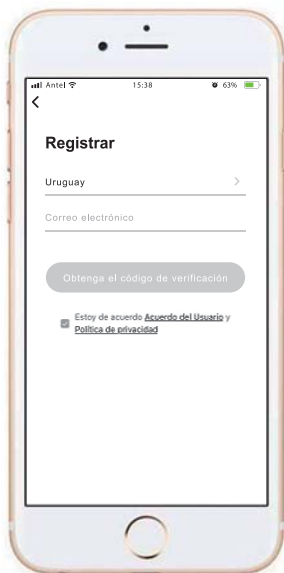 Antel 15:38 63%
Registrar
Uruguay
Correo electrónico
Obtenga el código de verificación
Estoy de acuerdo Acuerdo del Usuario y
Política de privacidad